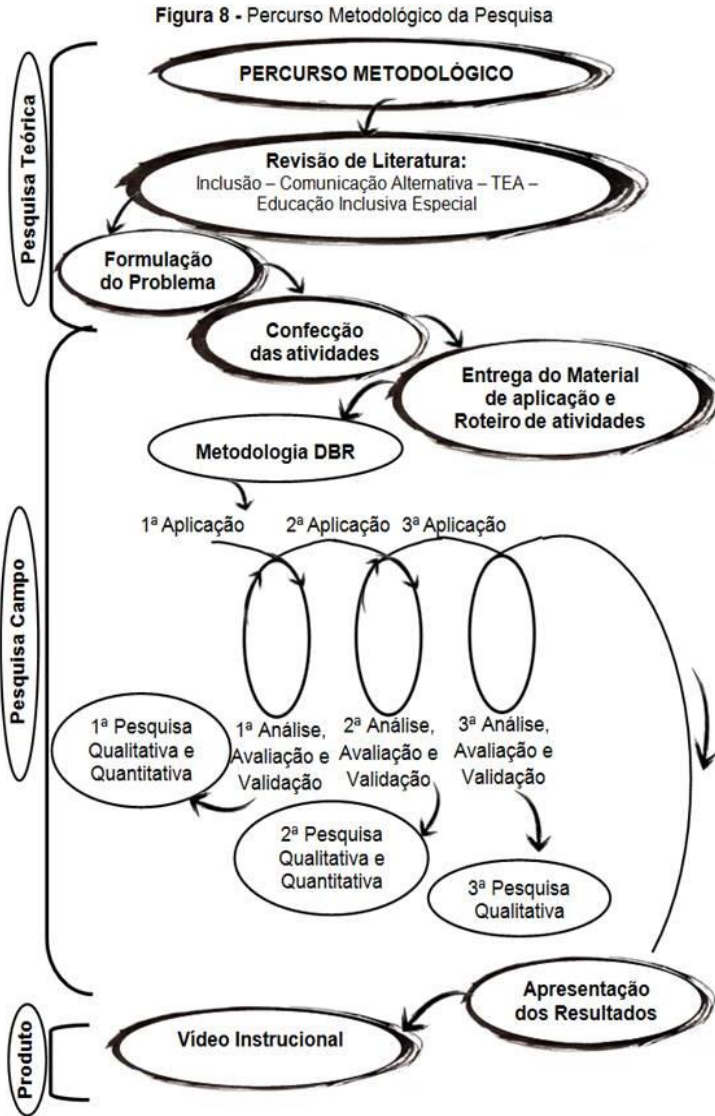 Figura 8 - Percurso Metodológico da Pesquisa
Pesquisa Teórica
PERCURSO METODOLÓGICO
Revisão de Literatura:
Inclusão – Comunicação Alternativa – TEA –
Educação Inclusiva Especial
Formulação
do Problema
Confecção
das atividades
Entrega do Material
de aplicação e
Roteiro de atividades
Pesquisa Campo
Metodologia DBR
1ª Aplicação
2ª Aplicação
3ª Aplicação
1ª Análise,
Avaliação e
Validação
2ª Análise,
Avaliação e
Validação
3ª Análise,
Avaliação e
Validação
1ª Pesquisa
Qualitativa e
Quantitativa
2ª Pesquisa
Qualitativa e
Quantitativa
3ª Pesquisa
Qualitativa
Apresentação
dos Resultados
Produto
Vídeo Instrucional